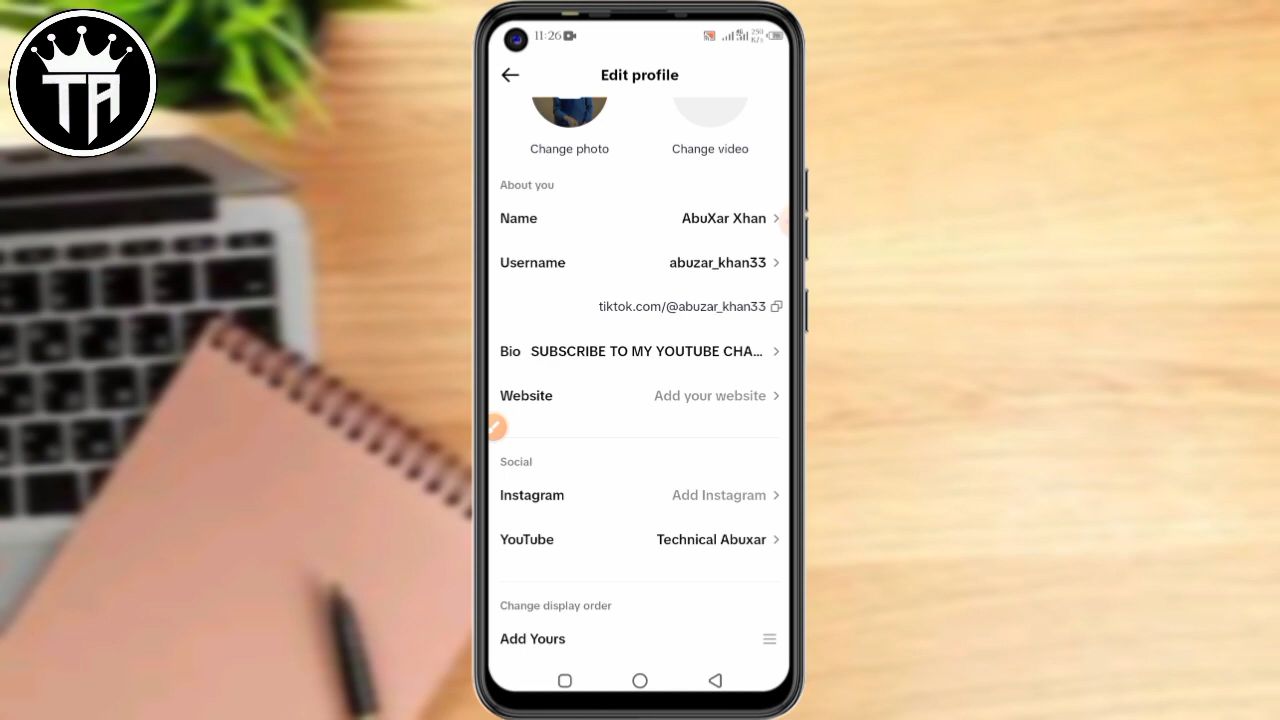 TA
11:26
4G
250
K/s
Edit profile
Change photo Change video
About you
Name AbuXar Xhan
Username abuzar_khan33
tiktok.com/@abuzar_khan33
Bio SUBSCRIBE TO MY YOUTUBE CHA...
Website Add your website
Social
Instagram Add Instagram
YouTube Technical Abuxar
Change display order
Add Yours